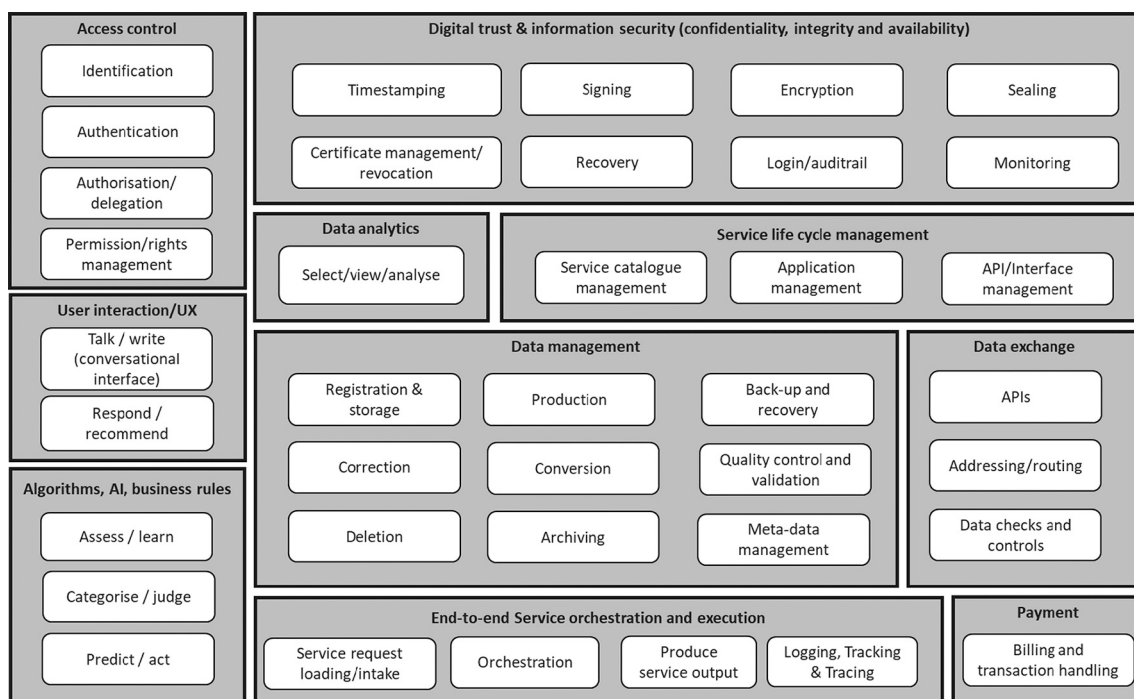 Access control
Identification
Authentication
Authorisation/
delegation
Permission/rights
management
Digital trust & information security (confidentiality, integrity and availability)
Timestamping
Signing
Encryption
Sealing
Certificate management/
revocation
Recovery
Login/auditrail
Monitoring
Data analytics
Select/view/analyse
Service life cycle management
Service catalogue
management
Application
management
API/Interface
management
User interaction/UX
Talk / write
(conversational
interface)
Respond /
recommend
Data management
Registration &
storage
Production
Back-up and
recovery
Correction
Conversion
Quality control and
validation
Deletion
Archiving
Meta-data
management
Data exchange
APIs
Addressing/routing
Data checks and
controls
Algorithms, AI, business rules
Assess / learn
Categorise / judge
Predict / act
End-to-end Service orchestration and execution
Service request
loading/intake
Orchestration
Produce
service output
Logging, Tracking
& Tracing
Payment
Billing and
transaction handling